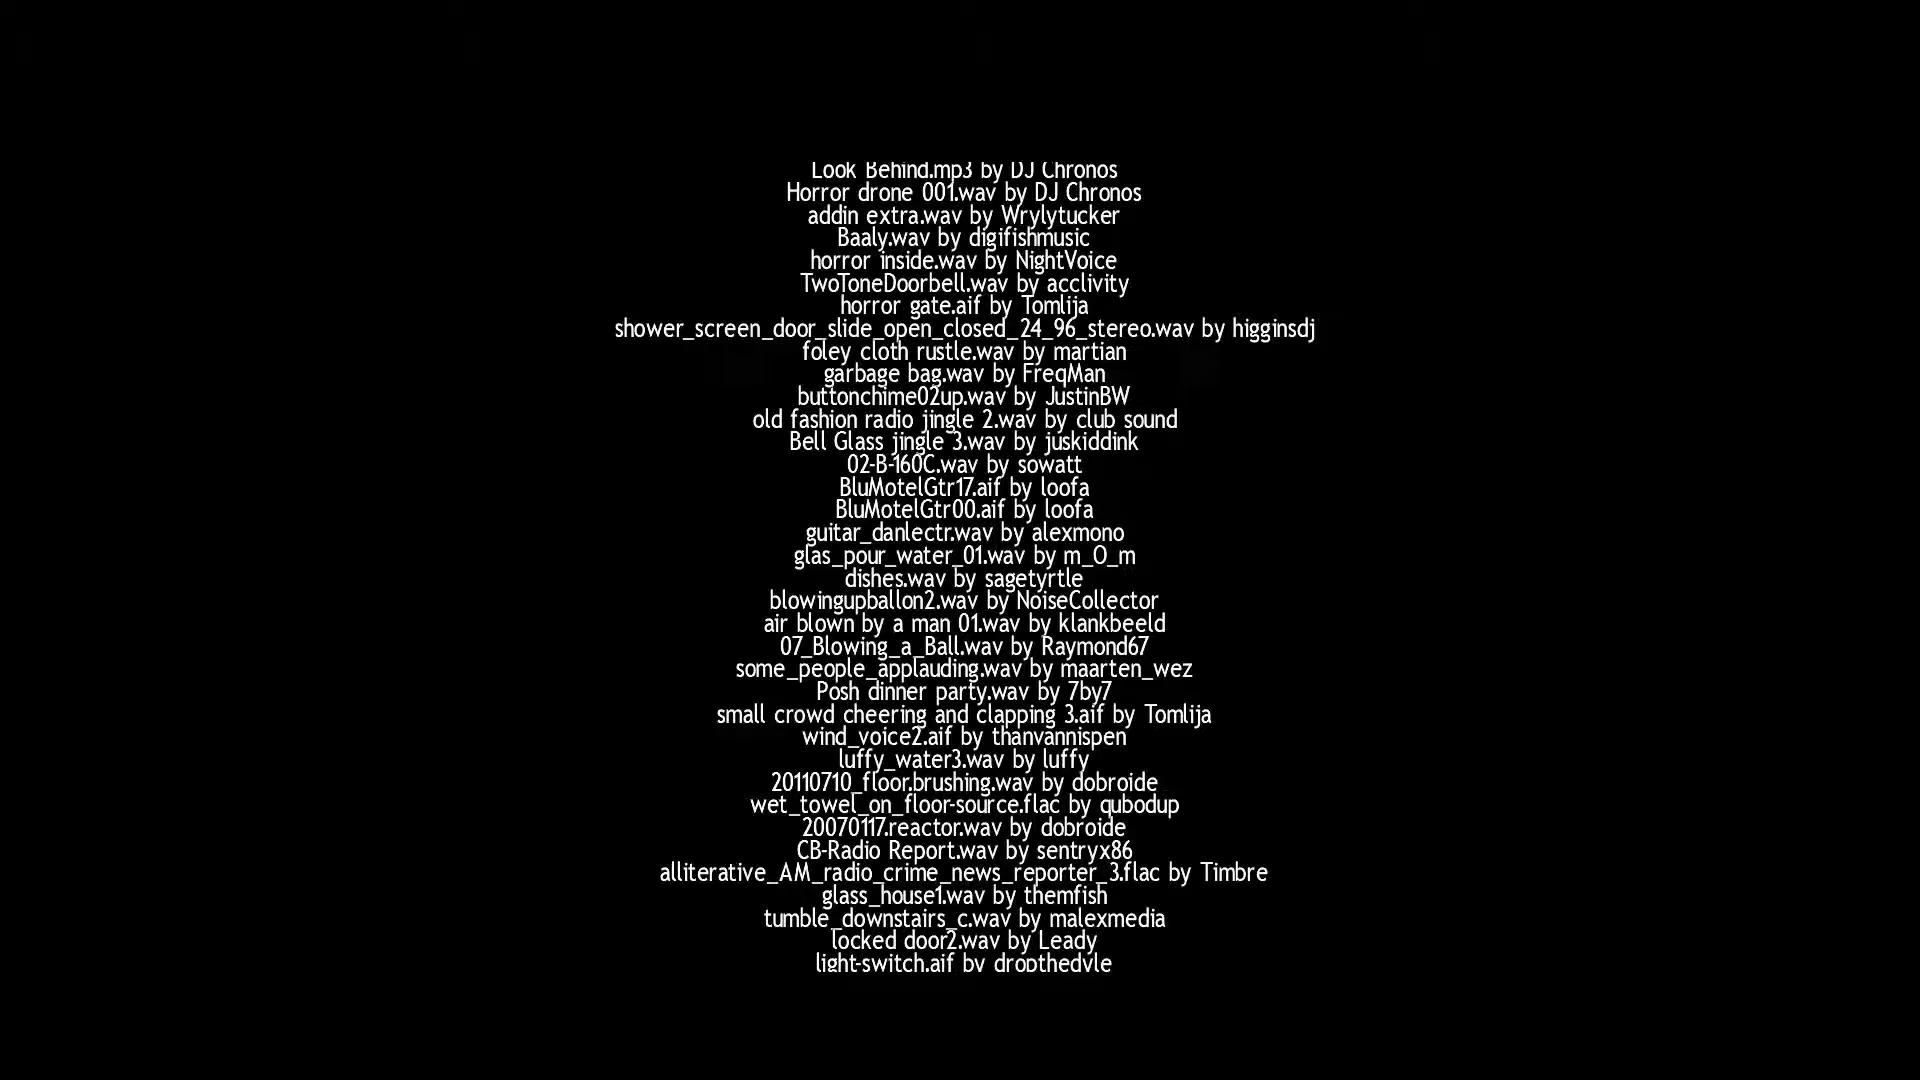 Look Behind.mp3 by DJ Chronos
Horror drone 001.wav by DJ Chronos
addin extra.wav by Wrylytucker
Baaly.wav by digifishmusic
horror inside.wav by NightVoice
TwoToneDoorbell.wav by acclivity
horror gate.aif by Tomlija
shower_screen_door_slide_open_closed_24_96_stereo.wav by higginsdj
foley cloth rustle.wav by martian
garbage bag.wav by FreqMan
buttonchime02up.wav by JustinBW
old fashion radio jingle 2.wav by club sound
Bell Glass jingle 3.wav by juskiddink
02-B-160C.wav by sowatt
BluMotelGtr17.aif by loofa
BluMotelGtr00.aif by loofa
guitar_danlectr.wav by alexmono
glas_pour_water_01.wav by m_O_m
dishes.wav by sagetyrtle
blowingupballon2.wav by NoiseCollector
air blown by a man 01.wav by klankbeeld
07_Blowing_a_Ball.wav by Raymond67
some_people_applauding.wav by maarten_wez
Posh dinner party.wav by 7by7
small crowd cheering and clapping 3.aif by Tomlija
wind_voice2.aif by thanvannispen
luffy_water3.wav by luffy
20110710_floor.brushing.wav by dobroide
wet_towel_on_floor-source.flac by qubodup
20070117.reactor.wav by dobroide
CB-Radio Report.wav by sentryx86
alliterative_AM_radio_crime_news_reporter_3.flac by Timbre
glass_house1.wav by themfish
tumble_downstairs_c.wav by malexmedia
locked door2.wav by Leady
light-switch.aif by dropthedyle